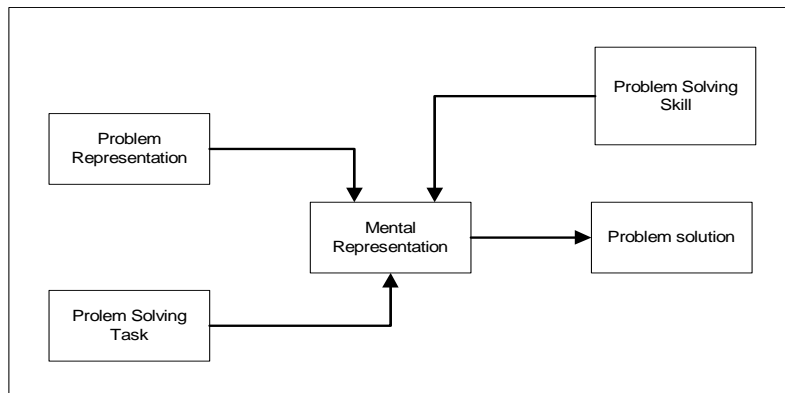 Problem Solving
Skill
Problem
Representation
Mental
Representation
Problem solution
Prolem Solving
Task